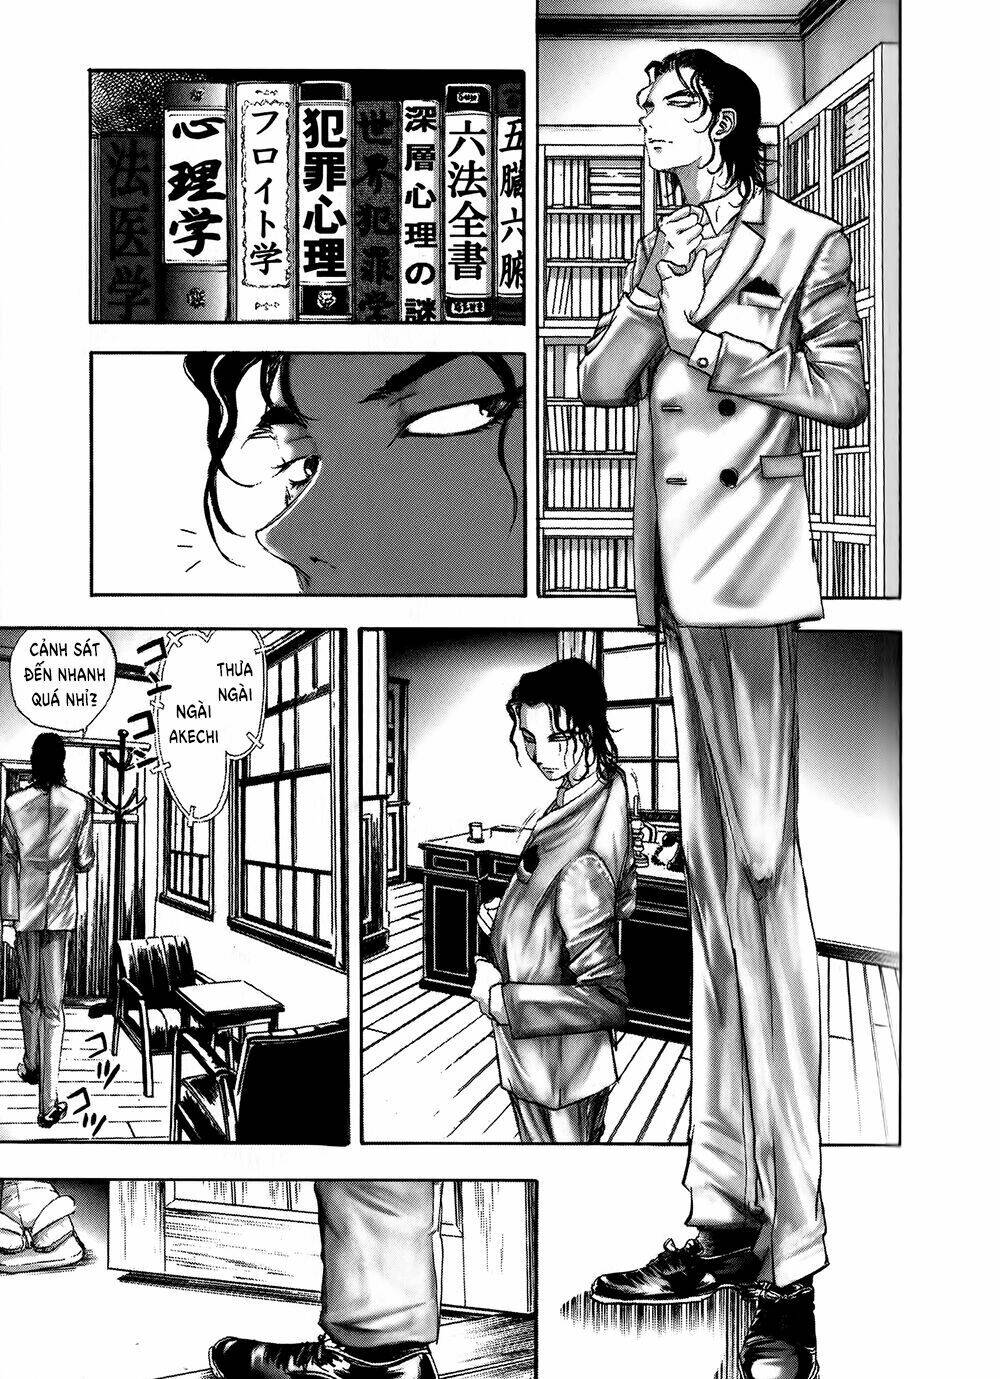 五臓六腑
六法全書
深層心理の謎
世界犯罪学
犯罪心理
フロイト学
心理学
法医学
THƯA
NGÀI
NGÀI
AKECHI
コン
コン
CẢNH SÁT
ĐẾN NHANH
QUÁ NHỈ?
コツ
コツ